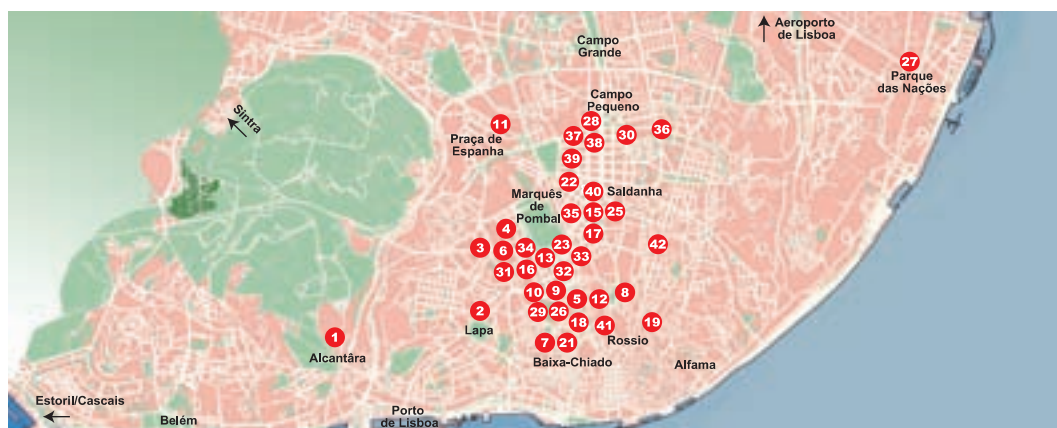 Aeroporto
de Lisboa
Campo
Grande
27
Parque
das Nações
Campo
Pequeno
Sintra
28
11
36
30
37
38
Praça de
Espanha
39
22
40
Saldanha
Marquês
de
Pombal
35
15
25
4
17
3
6
34
23
42
13
33
31
16
32
10
9
5
12
8
2
29
26
18
41
19
Lapa
Rossio
1
7
21
Alcantâra
Baixa-Chiado
Alfama
Estoril/Cascais
Belém
Porto
de Lisboa